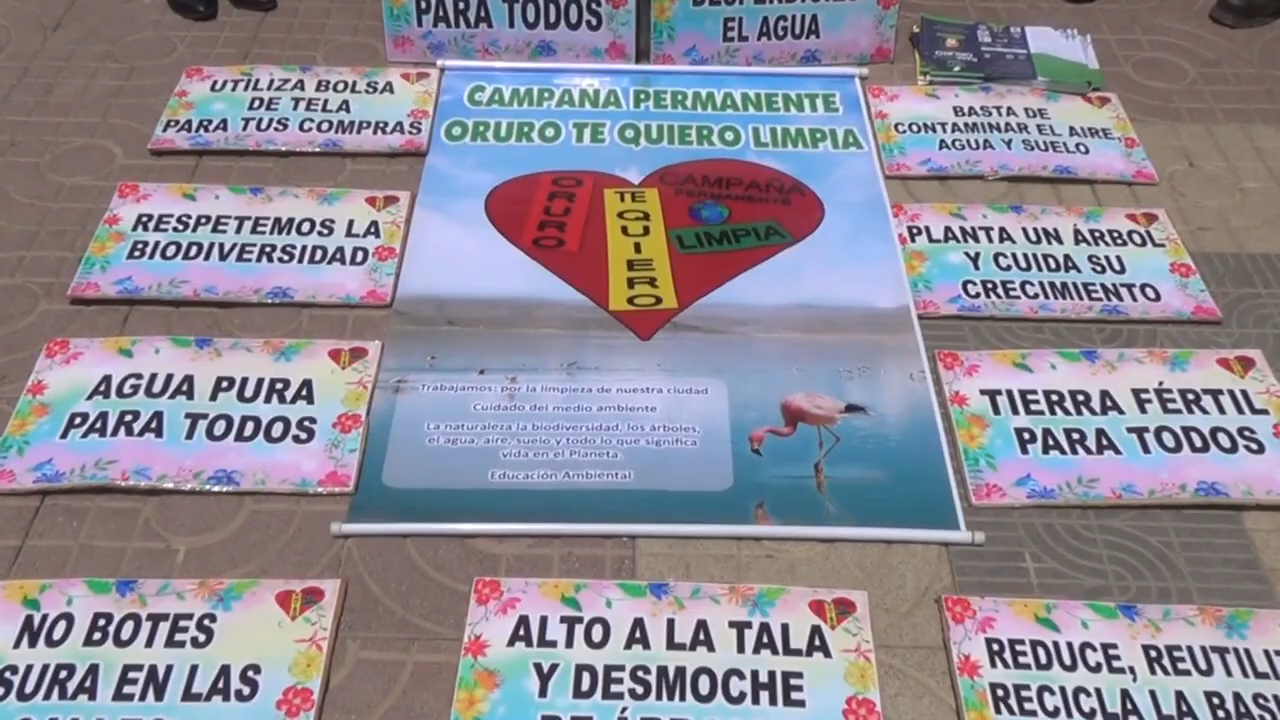 PARA TODOS
EL AGUA
UTILIZA BOLSA
DE TELA
PARA TUS COMPRAS
CAMPAÑA PERMANENTE
ORURO TE QUIERO LIMPIA
BASTA DE
CONTAMINAR EL AIRE,
AGUA Y SUELO
RESPETEMOS LA
BIODIVERSIDAD
ORURO
TE QUIERO
CAMPAÑA
PERMANENTE
LIMPIA
PLANTA UN ÁRBOL
Y CUIDA SU
CRECIMIENTO
AGUA PURA
PARA TODOS
Trabajamos: por la limpieza de nuestra ciudad
Cuidado del medio ambiente
La naturaleza la biodiversidad, los árboles,
el agua, aire, suelo y todo lo que significa
vida en el Planeta.
Educación Ambiental
TIERRA FÉRTIL
PARA TODOS
NO BOTES
SURA EN LAS
ALTO A LA TALA
Y DESMOCHE
REDUCE, REUTILI
RECICLA LA BAS